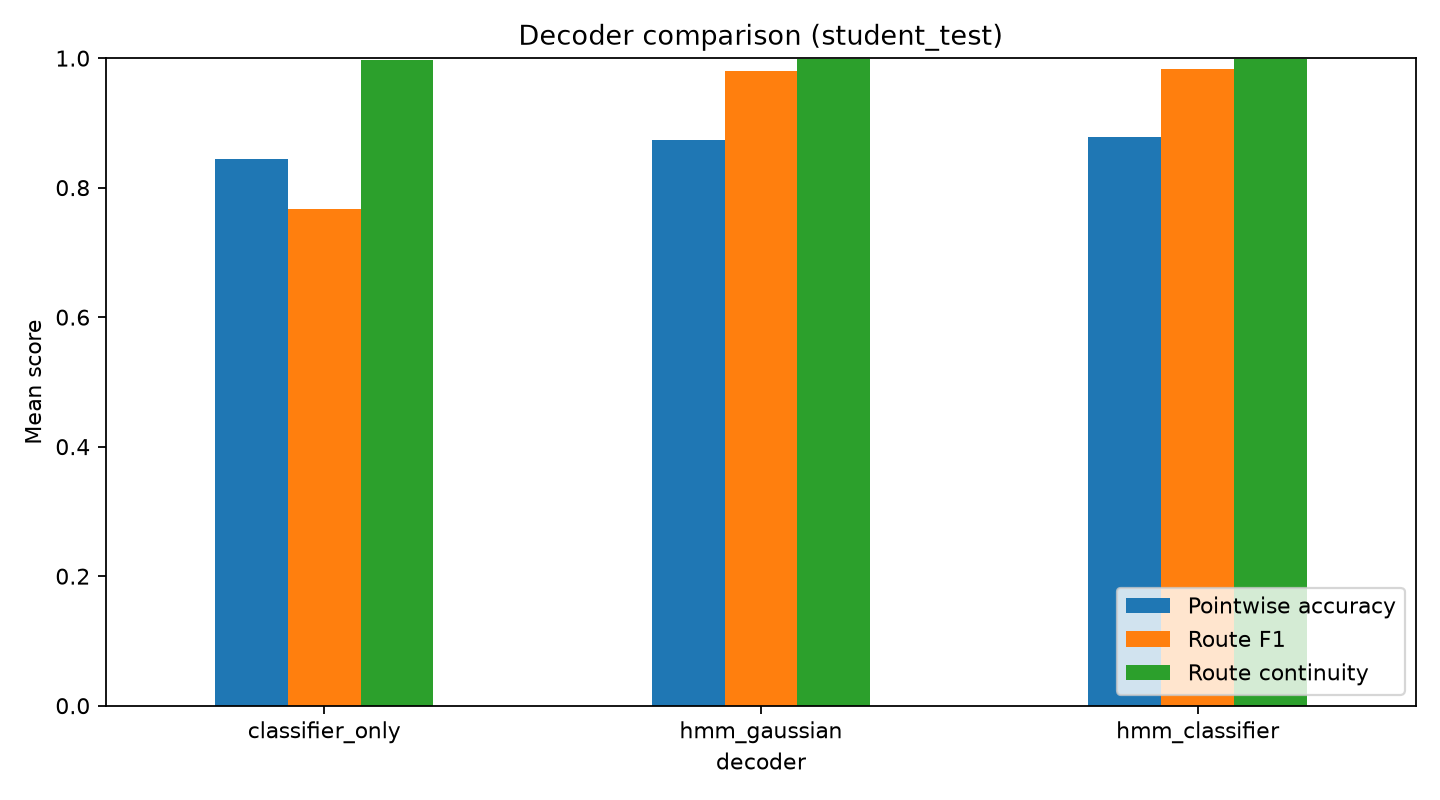 Decoder comparison (student_test)
Mean score
1.0
0.8
0.6
0.4
0.2
0.0
Pointwise accuracy
Route F1
Route continuity
classifier_only hmm_gaussian hmm_classifier
decoder